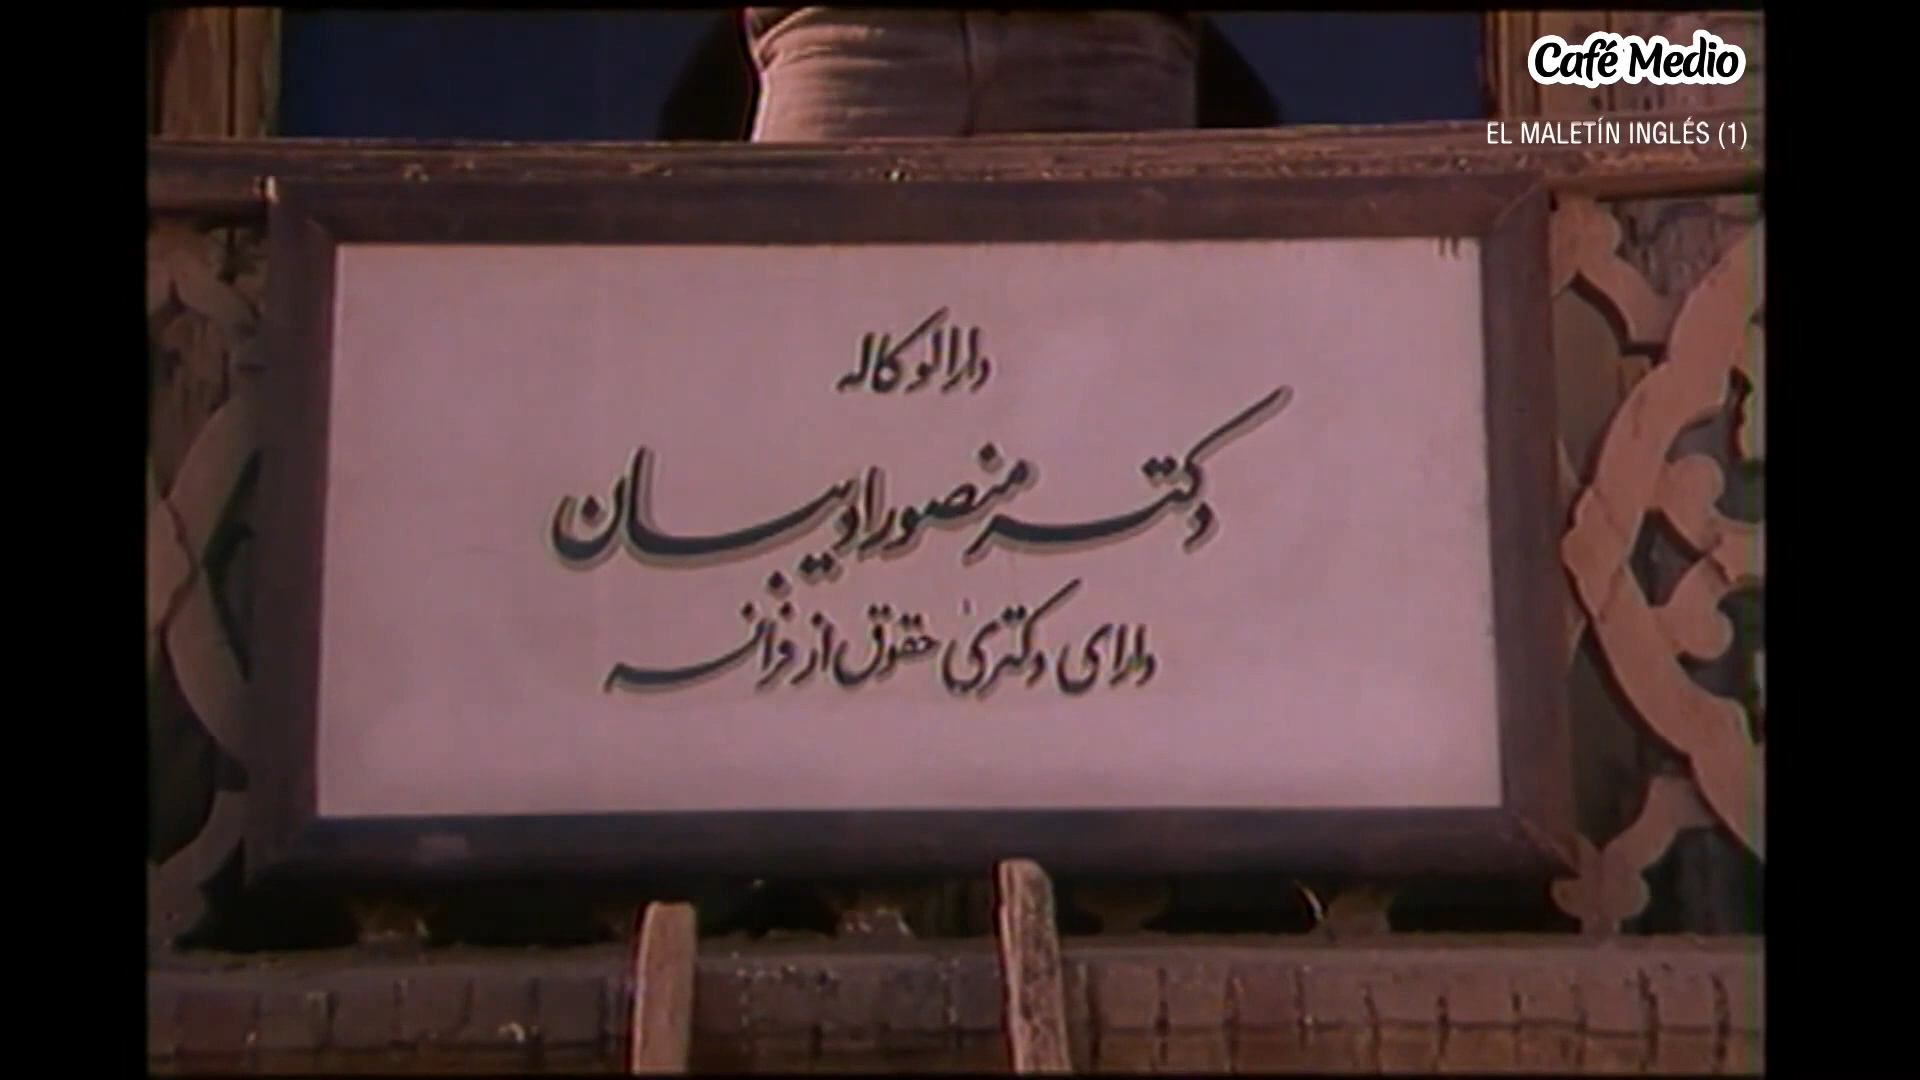 Café Medio
EL MALETÍN INGLÉS (1)
دارالوکاله
دکتر منصور ادیبان
دارای دکتریٰ حقوق از فرانسه